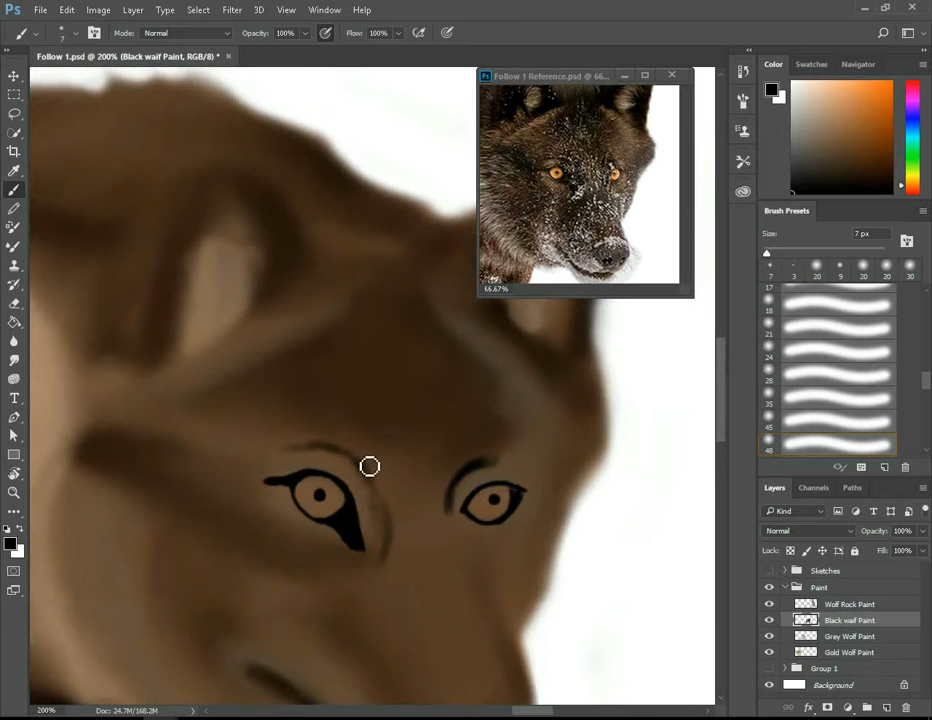 Ps File Edit Image Layer Type Select Filter 3D View Window Help
7 Mode: Normal Opacity: 100% Flow: 100%
Follow 1.psd @ 200% (Black waif Paint, RGB/8) *
Follow 1 Reference.psd @ 66...
66.67%
Color Swatches Navigator
Brush Presets
Size: 7 px
7 3 20 9 20 20 30
17
18
21
24
28
35
45
48
Layers Channels Paths
Kind
Normal Opacity: 100%
Lock: Fill: 100%
Sketches
Paint
Wolf Rock Paint
Black waif Paint
Grey Wolf Paint
Gold Wolf Paint
Group 1
Background
200% Doc: 24.7M/168.2M